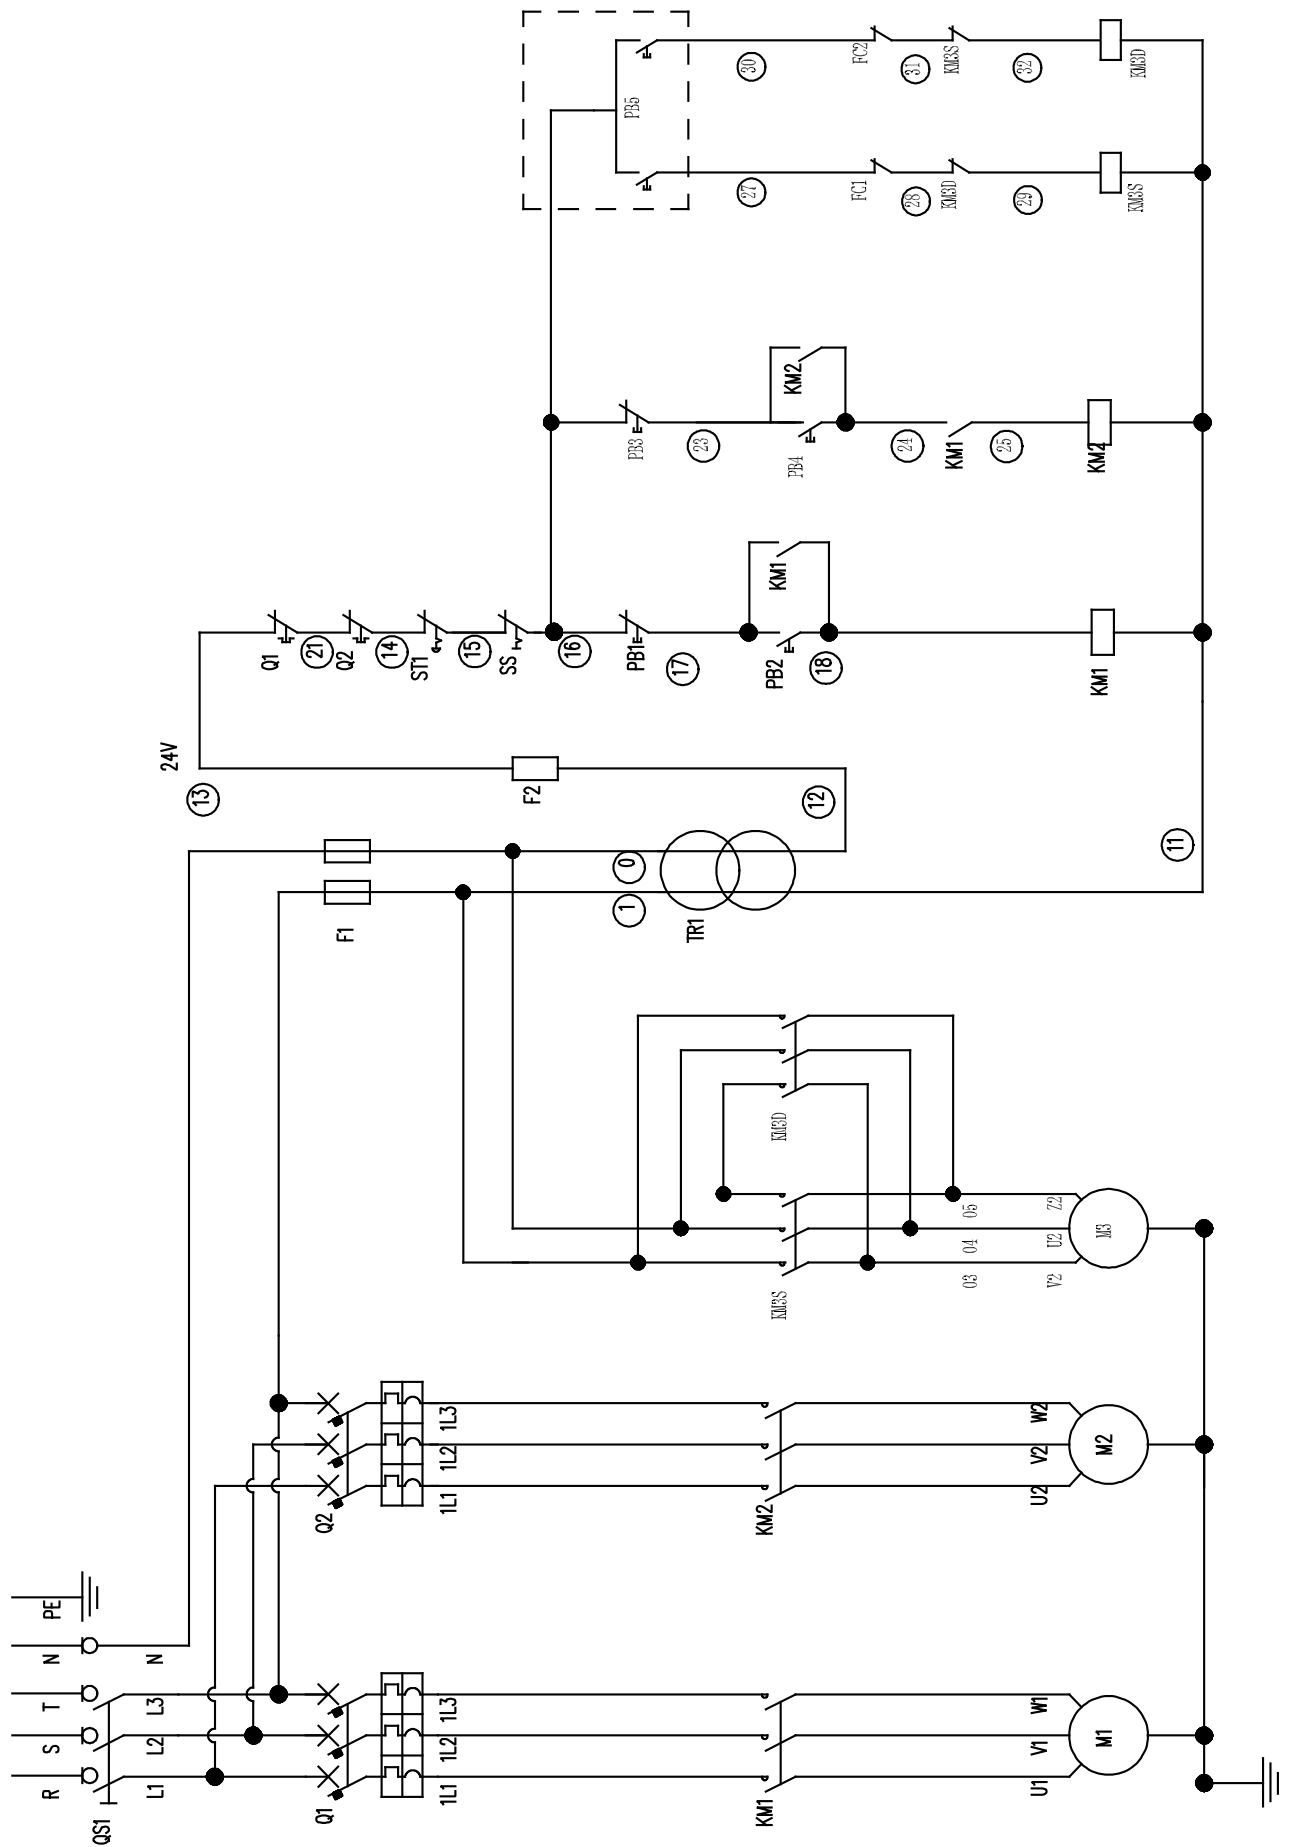 R
S
T
N
PE
QS1
L1
L2
L3
N
Q1
Q2
1L1
1L2
1L3
1L1
1L2
1L3
KM1
KM2
U1
V1
W1
U2
V2
W2
M1
M2
KM3S
KM3D
03
04
05
V2
U2
Z2
M3
F1
1
0
TR1
13
24V
F2
12
11
Q1
21
Q2
14
ST1
15
SS
16
PB1
17
PB2
18
KM1
KM1
PB3
23
PB4
KM2
24
KM1
25
KM2
PB5
27
FC1
28
KM3D
29
KM3S
30
FC2
31
KM3S
32
KM3D